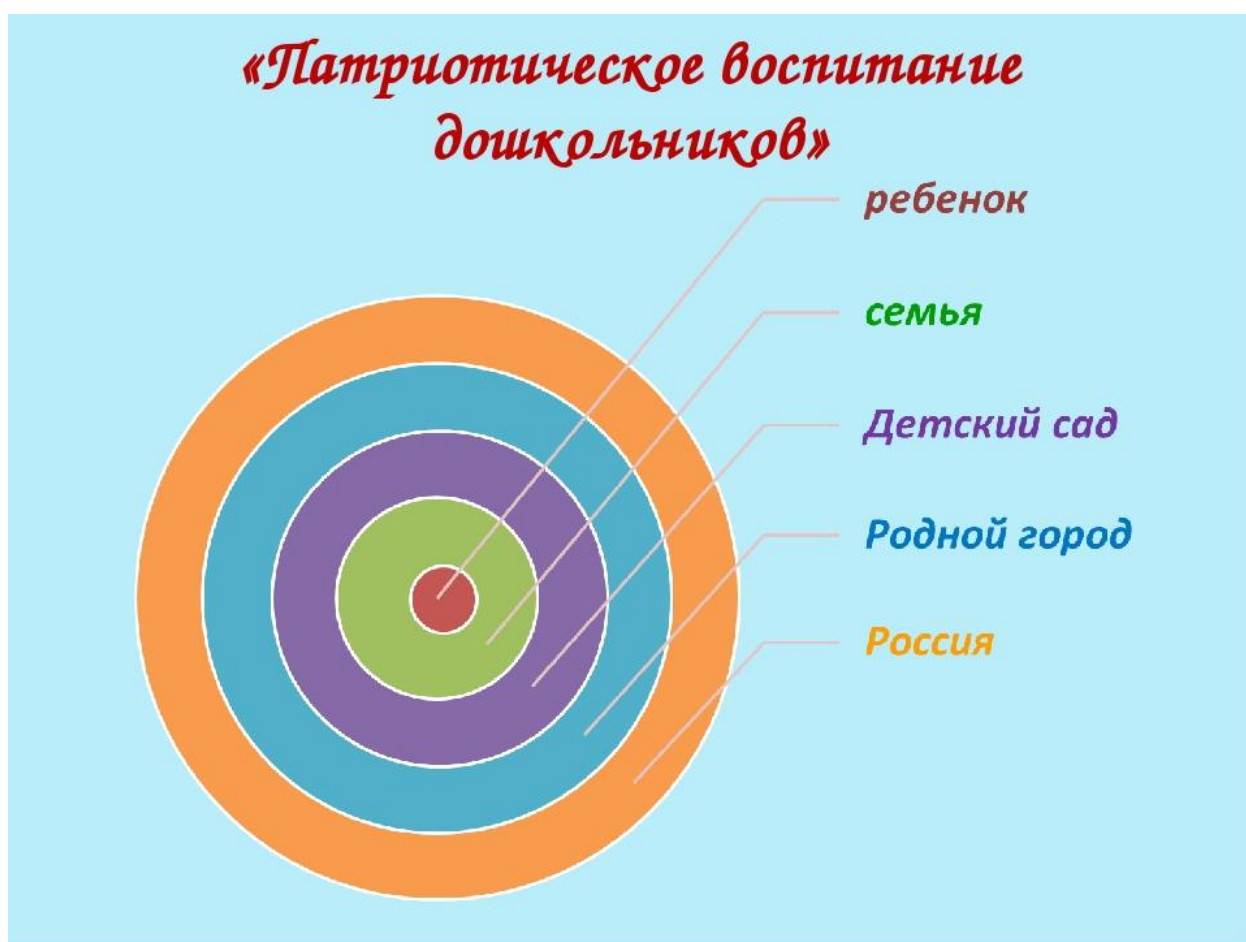 «Патриотическое воспитание
дошкольников»
ребенок
семья
Детский сад
Родной город
Россия